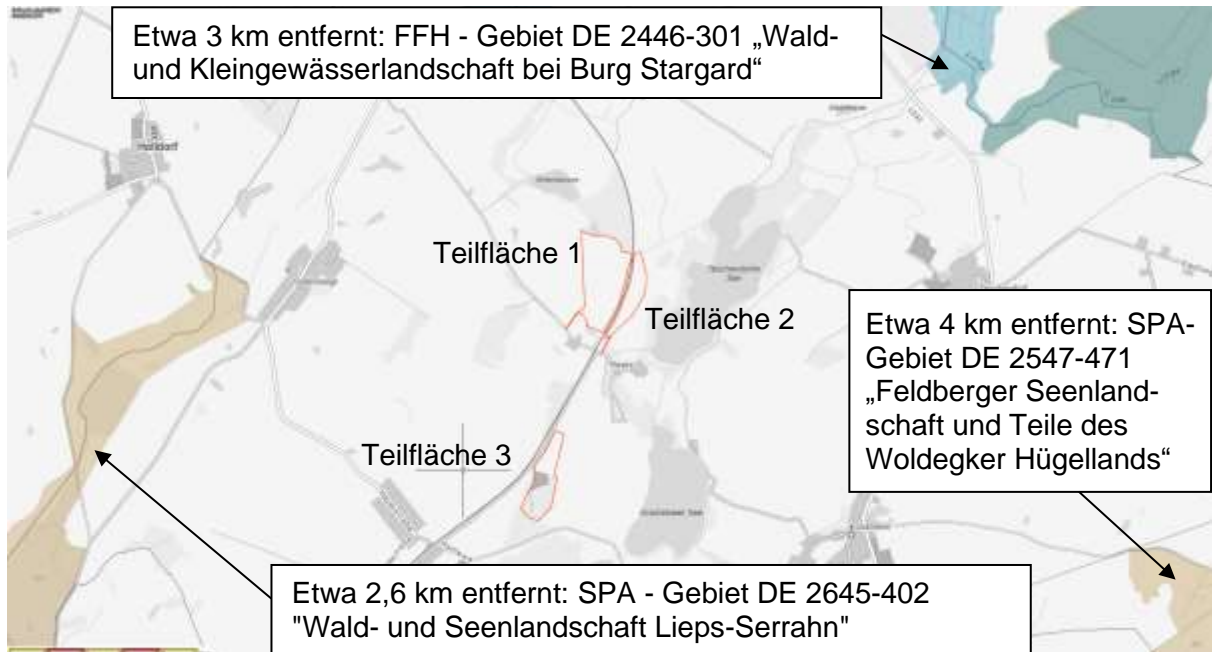 Etwa 3 km entfernt: FFH - Gebiet DE 2446-301 „Wald-
und Kleingewässerlandschaft bei Burg Stargard“
Teilfläche 1
Teilfläche 2
Etwa 4 km entfernt: SPA-
Gebiet DE 2547-471
„Feldberger Seenland-
schaft und Teile des
Woldegker Hügellands“
Teilfläche 3
Etwa 2,6 km entfernt: SPA - Gebiet DE 2645-402
"Wald- und Seenlandschaft Lieps-Serrahn"